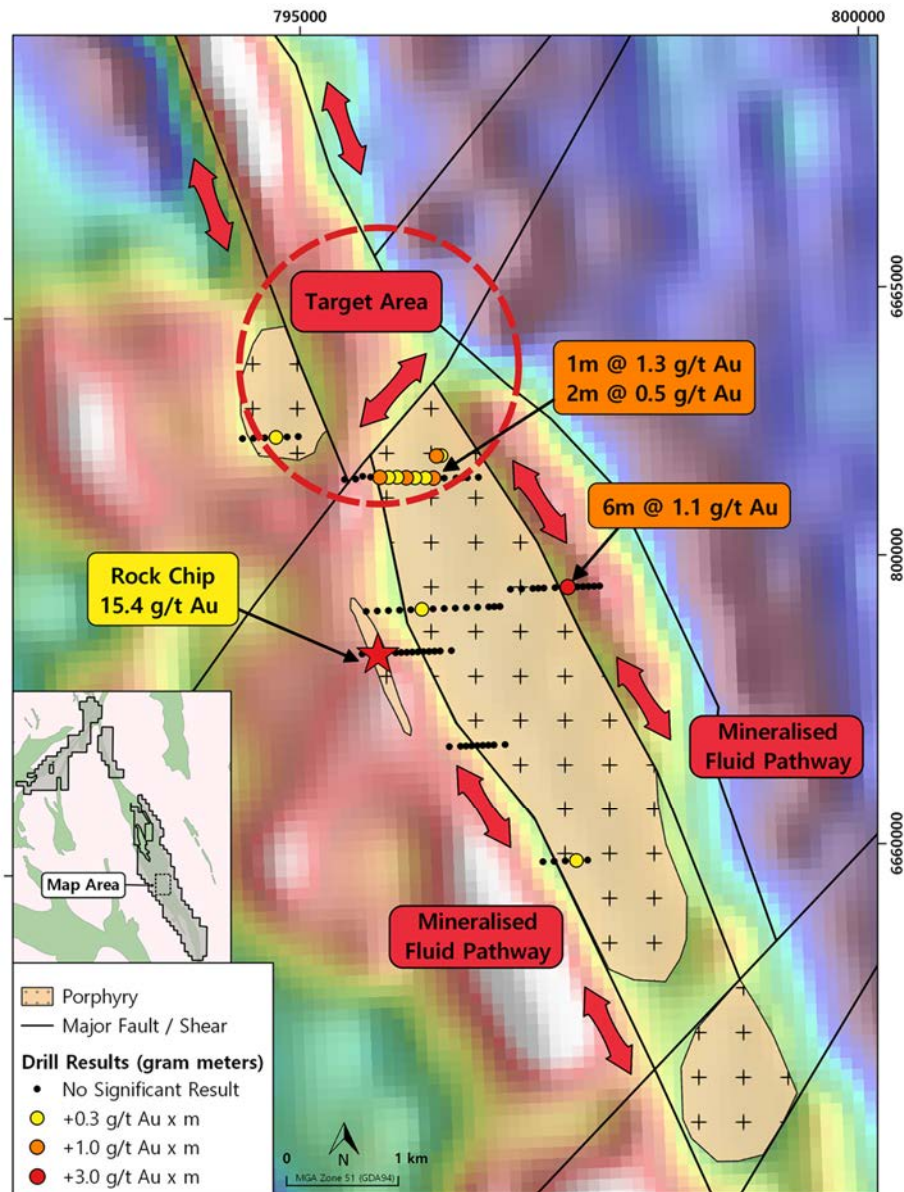 795000
800000
6665000
Target Area
1m @ 1.3 g/t Au
2m @ 0.5 g/t Au
6m @ 1.1 g/t Au
800000
Rock Chip
15.4 g/t Au
Mineralised
Fluid Pathway
6660000
Map Area
Mineralised
Fluid Pathway
Porphyry
Major Fault / Shear
Drill Results (gram meters)
No Significant Result
+0.3 g/t Au x m
+1.0 g/t Au x m
+3.0 g/t Au x m
0
N
1 km
MGA Zone 51 (GDA94)